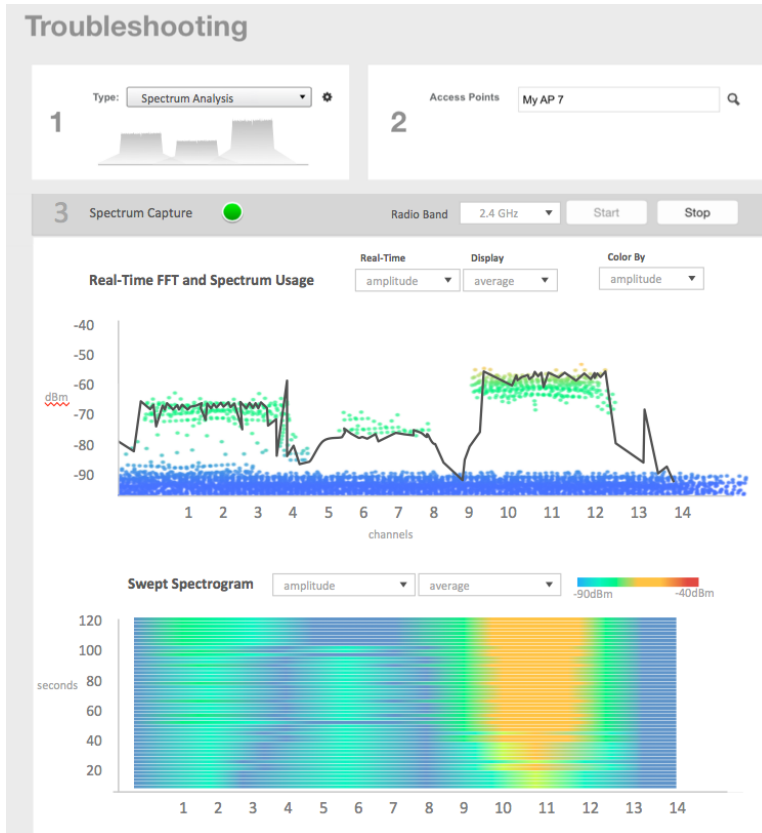 Troubleshooting
1
Type:
Spectrum Analysis
2
Access Points
My AP 7
3
Spectrum Capture
Radio Band
2.4 GHz
Start
Stop
Real-Time FFT and Spectrum Usage
Real-Time
amplitude
Display
average
Color By
amplitude
-40
-50
-60
dBm
-70
-80
-90
1 2 3 4 5 6 7 8 9 10 11 12 13 14
channels
Swept Spectrogram
amplitude
average
-90dBm
-40dBm
120
100
seconds
80
60
40
20
1 2 3 4 5 6 7 8 9 10 11 12 13 14